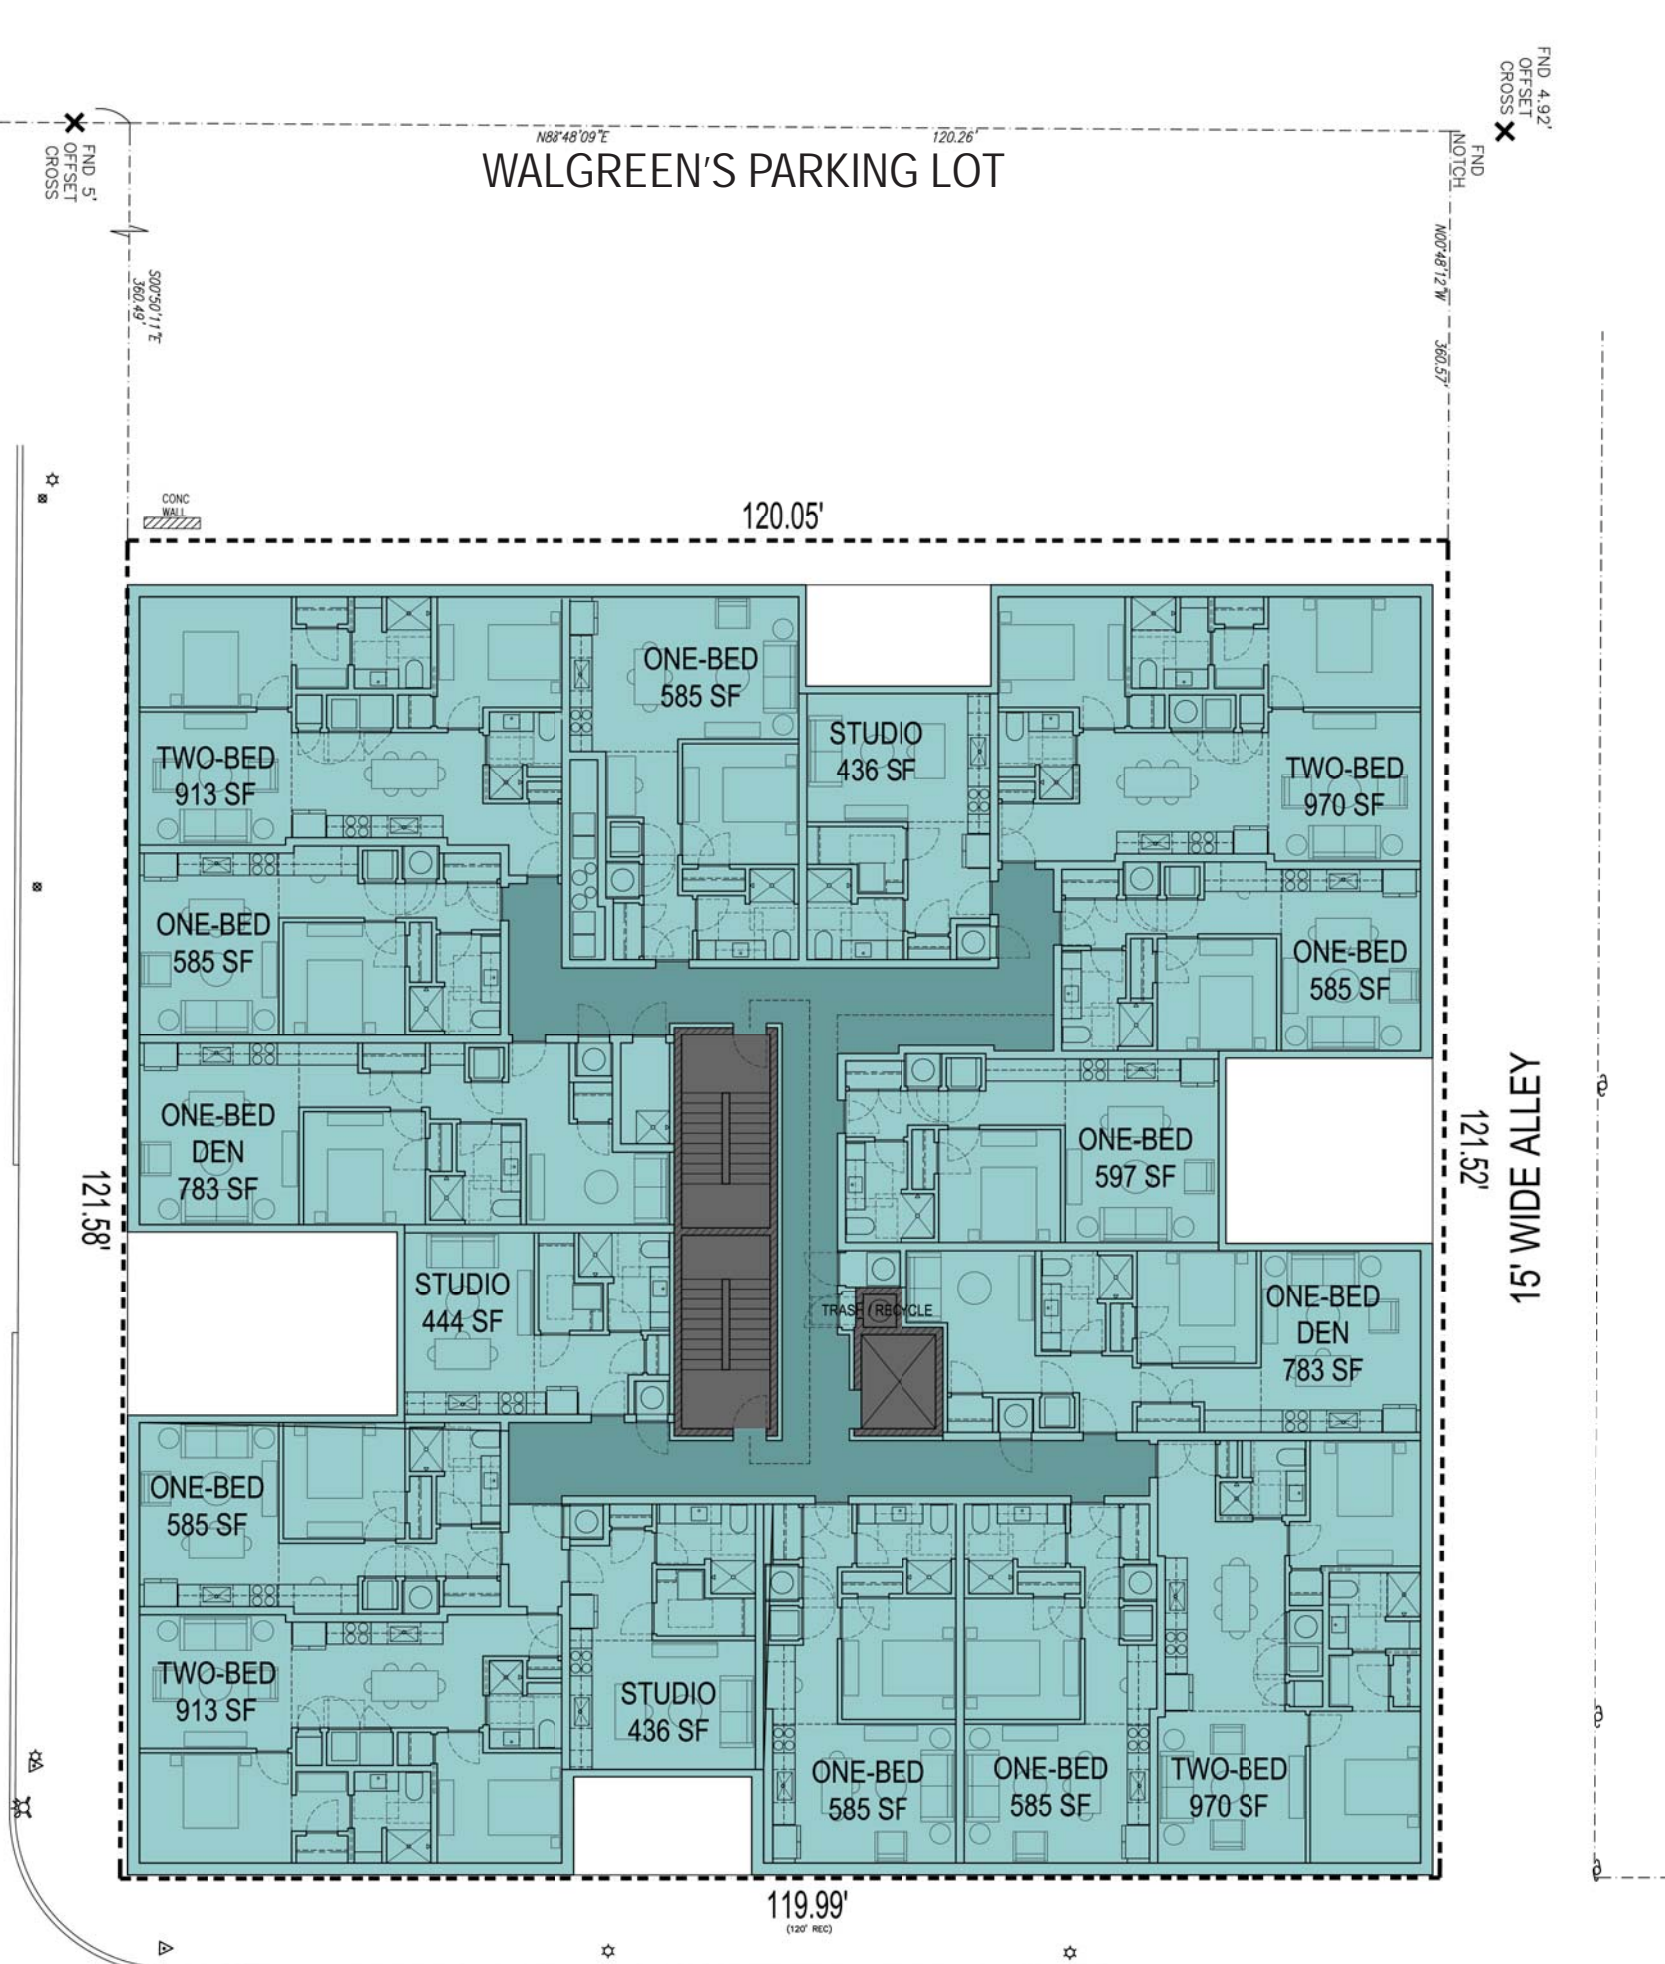 FND 4.92'
OFFSET
CROSS
FND 5'
OFFSET
CROSS
N88°48'09"E
120.26'
WALGREEN'S PARKING LOT
FND
NOTCH
S00°50'11"E
360.49'
N00°48'12"W
360.57'
CONC
WALL
120.05'
ONE-BED
585 SF
STUDIO
436 SF
TWO-BED
913 SF
TWO-BED
970 SF
ONE-BED
585 SF
ONE-BED
585 SF
ONE-BED
DEN
783 SF
ONE-BED
597 SF
121.58'
121.52'
15' WIDE ALLEY
STUDIO
444 SF
TRASH / RECYCLE
ONE-BED
DEN
783 SF
ONE-BED
585 SF
TWO-BED
913 SF
STUDIO
436 SF
ONE-BED
585 SF
ONE-BED
585 SF
TWO-BED
970 SF
119.99'
(120' REC)